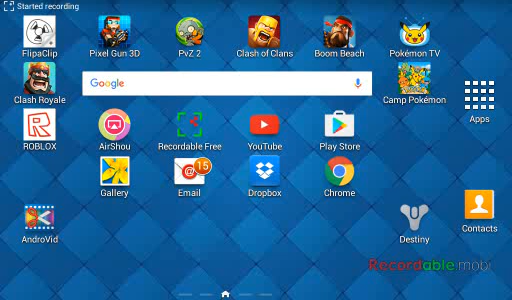 Started recording
FlipaClip
Pixel Gun 3D
PvZ 2
Clash of Clans
Boom Beach
Pokémon TV
Clash Royale
Google
Camp Pokémon
Apps
ROBLOX
AirShou
Recordable Free
YouTube
Play Store
15
Gallery
Email
Dropbox
Chrome
AndroVid
Destiny
Contacts
Recordable.mobi